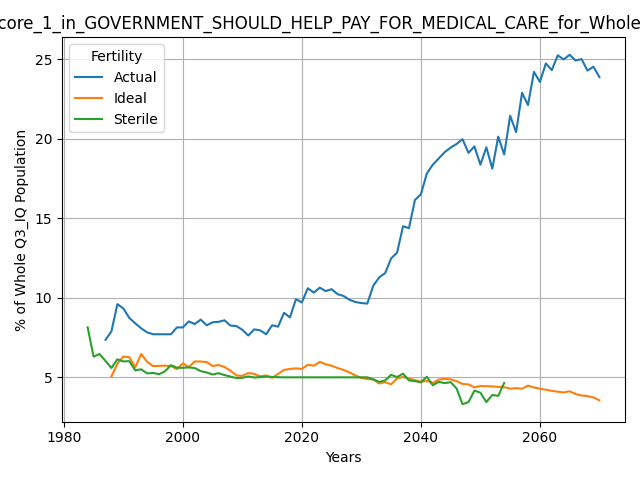 core_1_in_GOVERNMENT_SHOULD_HELP_PAY_FOR_MEDICAL_CARE_for_Whole
Fertility
Actual
Ideal
Sterile
25
20
15
10
5
% of Whole Q3_IQ Population
1980 2000 2020 2040 2060
Years